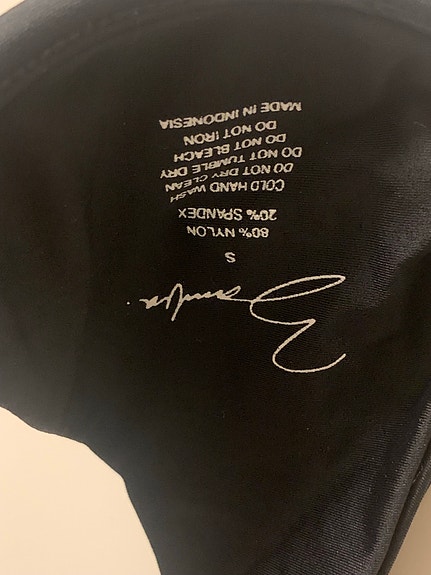 S
80% NYLON
20% SPANDEX
COLD HAND WASH
DO NOT DRY CLEAN
DO NOT TUMBLE DRY
DO NOT BLEACH
DO NOT IRON
MADE IN INDONESIA